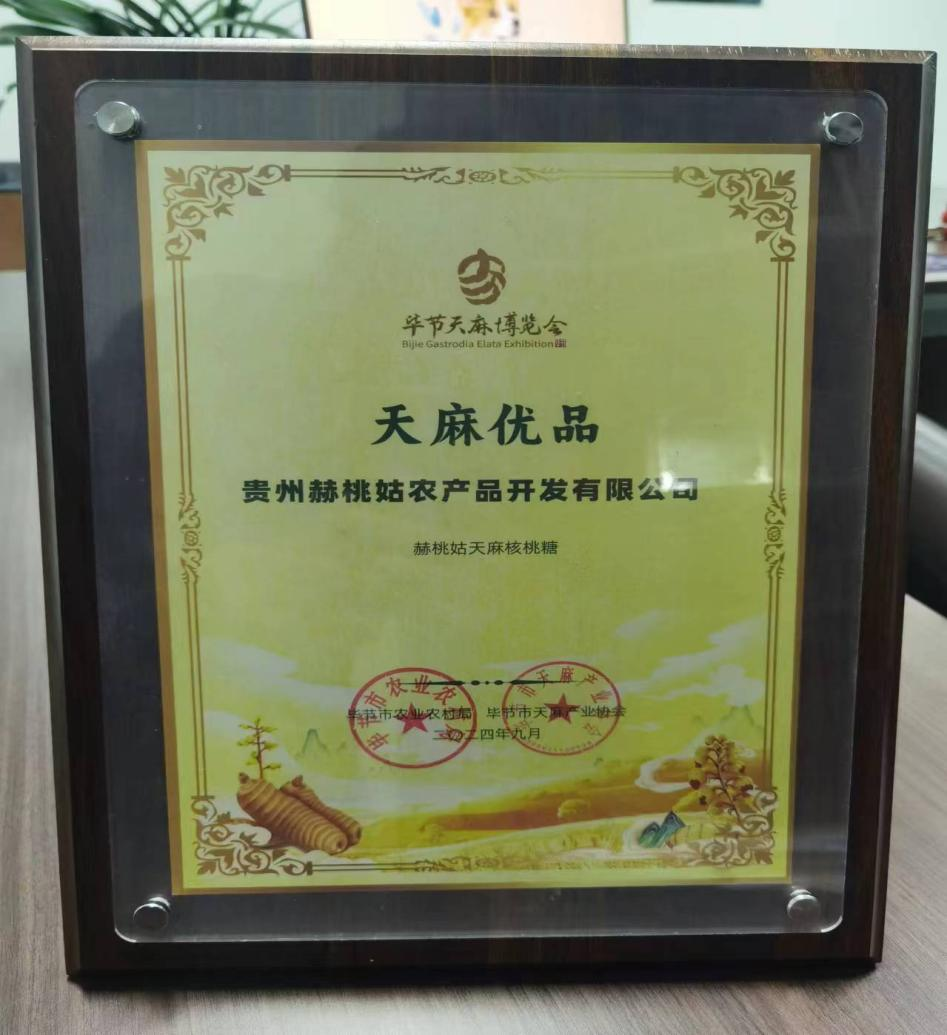 毕节天麻博览会
Bijie Gastrodia Elata Exhibition
天麻优品
贵州赫桃姑农产品开发有限公司
赫桃姑天麻核桃糖
毕节市农业农村局 毕节市天麻产业协会
二〇二四年九月